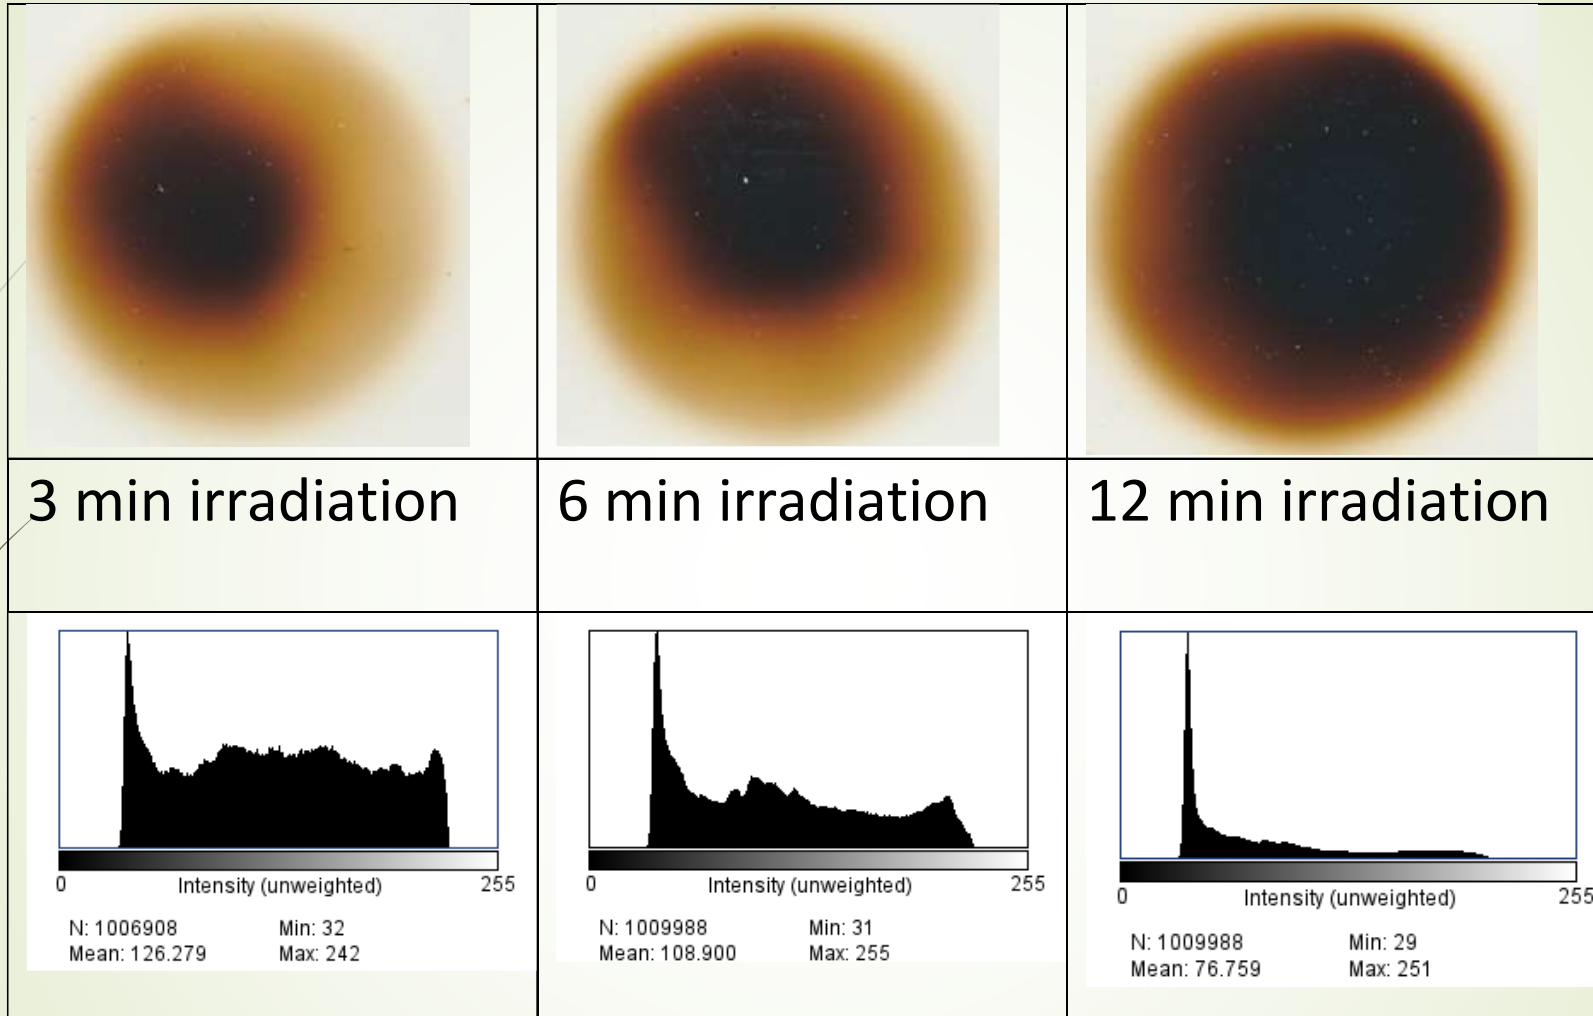 3 min irradiation
6 min irradiation
12 min irradiation
0 255
Intensity (unweighted)
N: 1006908 Min: 32
Mean: 126.279 Max: 242
0 255
Intensity (unweighted)
N: 1009988 Min: 31
Mean: 108.900 Max: 255
0 255
Intensity (unweighted)
N: 1009988 Min: 29
Mean: 76.759 Max: 251